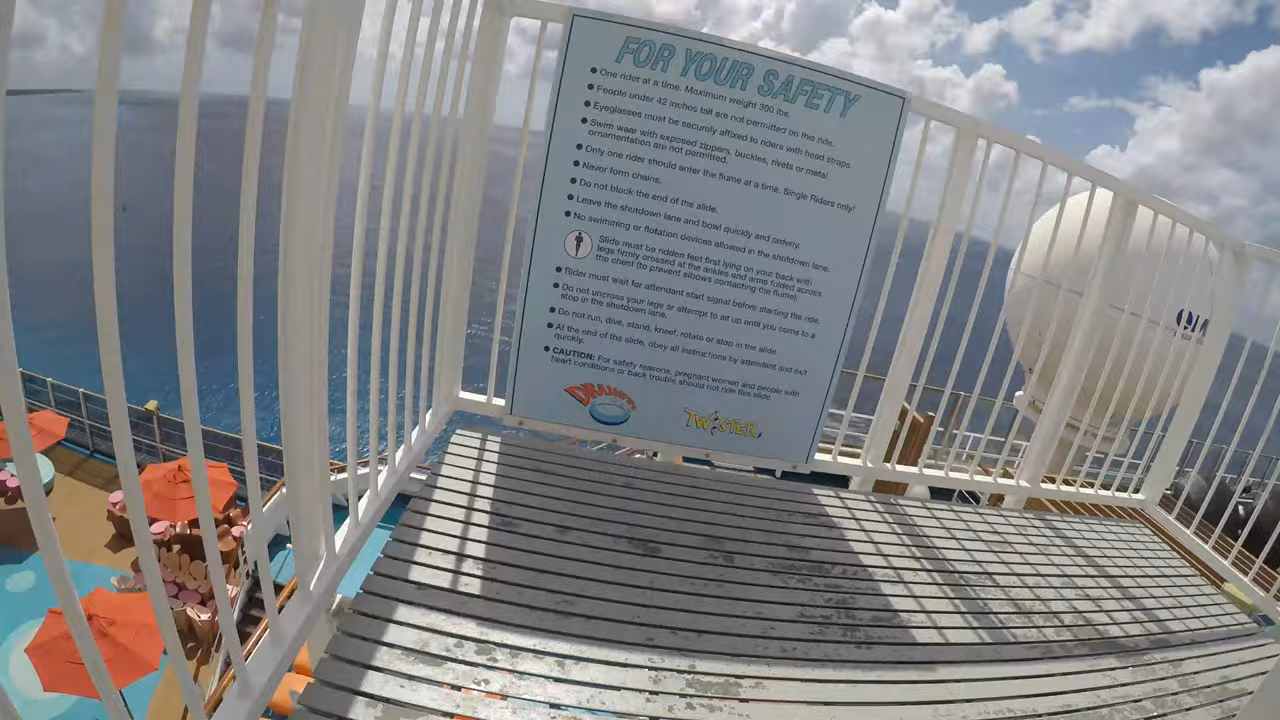 FOR YOUR SAFETY
● One rider at a time. Maximum weight 300 lbs.
● People under 42 inches tall are not permitted on this ride.
● Eyeglasses must be securely affixed to riders with head straps.
● Swim wear with exposed zippers, buckles, rivets or metal
ornamentation are not permitted.
● Only one rider should enter the flume at a time. Single Riders only!
● Never form chains.
● Do not block the end of the slide.
● Leave the shutdown lane and bowl quickly and orderly.
● No swimming or flotation devices allowed in the shutdown lane.
Slide must be ridden feet first lying on your back with
legs firmly crossed at the ankles and arms folded across
the chest (to prevent elbows contacting the flume).
● Rider must wait for attendant start signal before starting the ride.
● Do not uncross your legs or attempt to sit up until you come to a
stop in the shutdown lane.
● Do not run, dive, stand, kneel, rotate or stop in the slide.
● At the end of the slide, obey all instructions by attendant and exit
quickly.
● CAUTION: For safety reasons, pregnant women and people with
heart conditions or back trouble should not ride this slide.
TWISTER